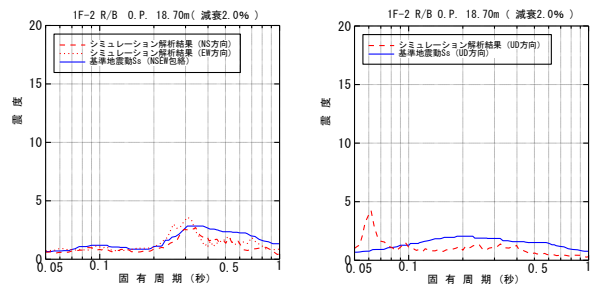 1F-2 R/B O.P. 18.70m( 減衰2.0% )
20
15
10
5
0
震 度
シミュレーション解析結果(NS方向)
シミュレーション解析結果(EW方向)
基準地震動Ss(NSEW包絡)
0.05
0.1
0.5
1
固 有 周 期 (秒)
1F-2 R/B O.P. 18.70m( 減衰2.0% )
20
15
10
5
0
震 度
シミュレーション解析結果(UD方向)
基準地震動Ss(UD方向)
0.05
0.1
0.5
1
固 有 周 期 (秒)